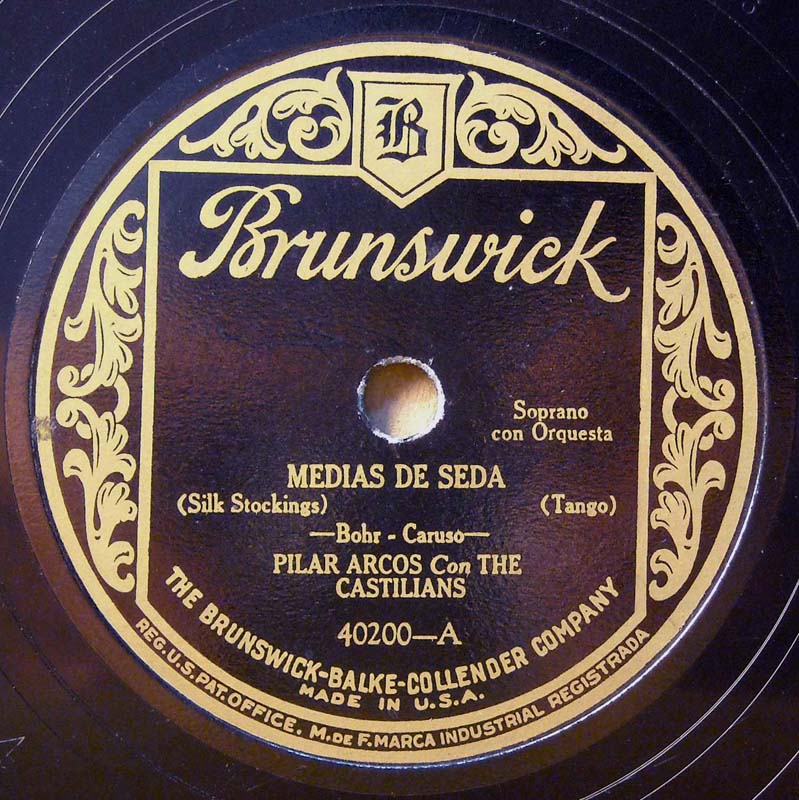 B
Brunswick
Soprano
con Orquesta
MEDIAS DE SEDA
(Silk Stockings) (Tango)
—Bohr - Caruso—
PILAR ARCOS Con THE
CASTILIANS
40200—A
THE BRUNSWICK-BALKE-COLLENDER COMPANY
MADE IN U.S.A.
REG. U.S. PAT. OFFICE. M. DE F. MARCA INDUSTRIAL REGISTRADA